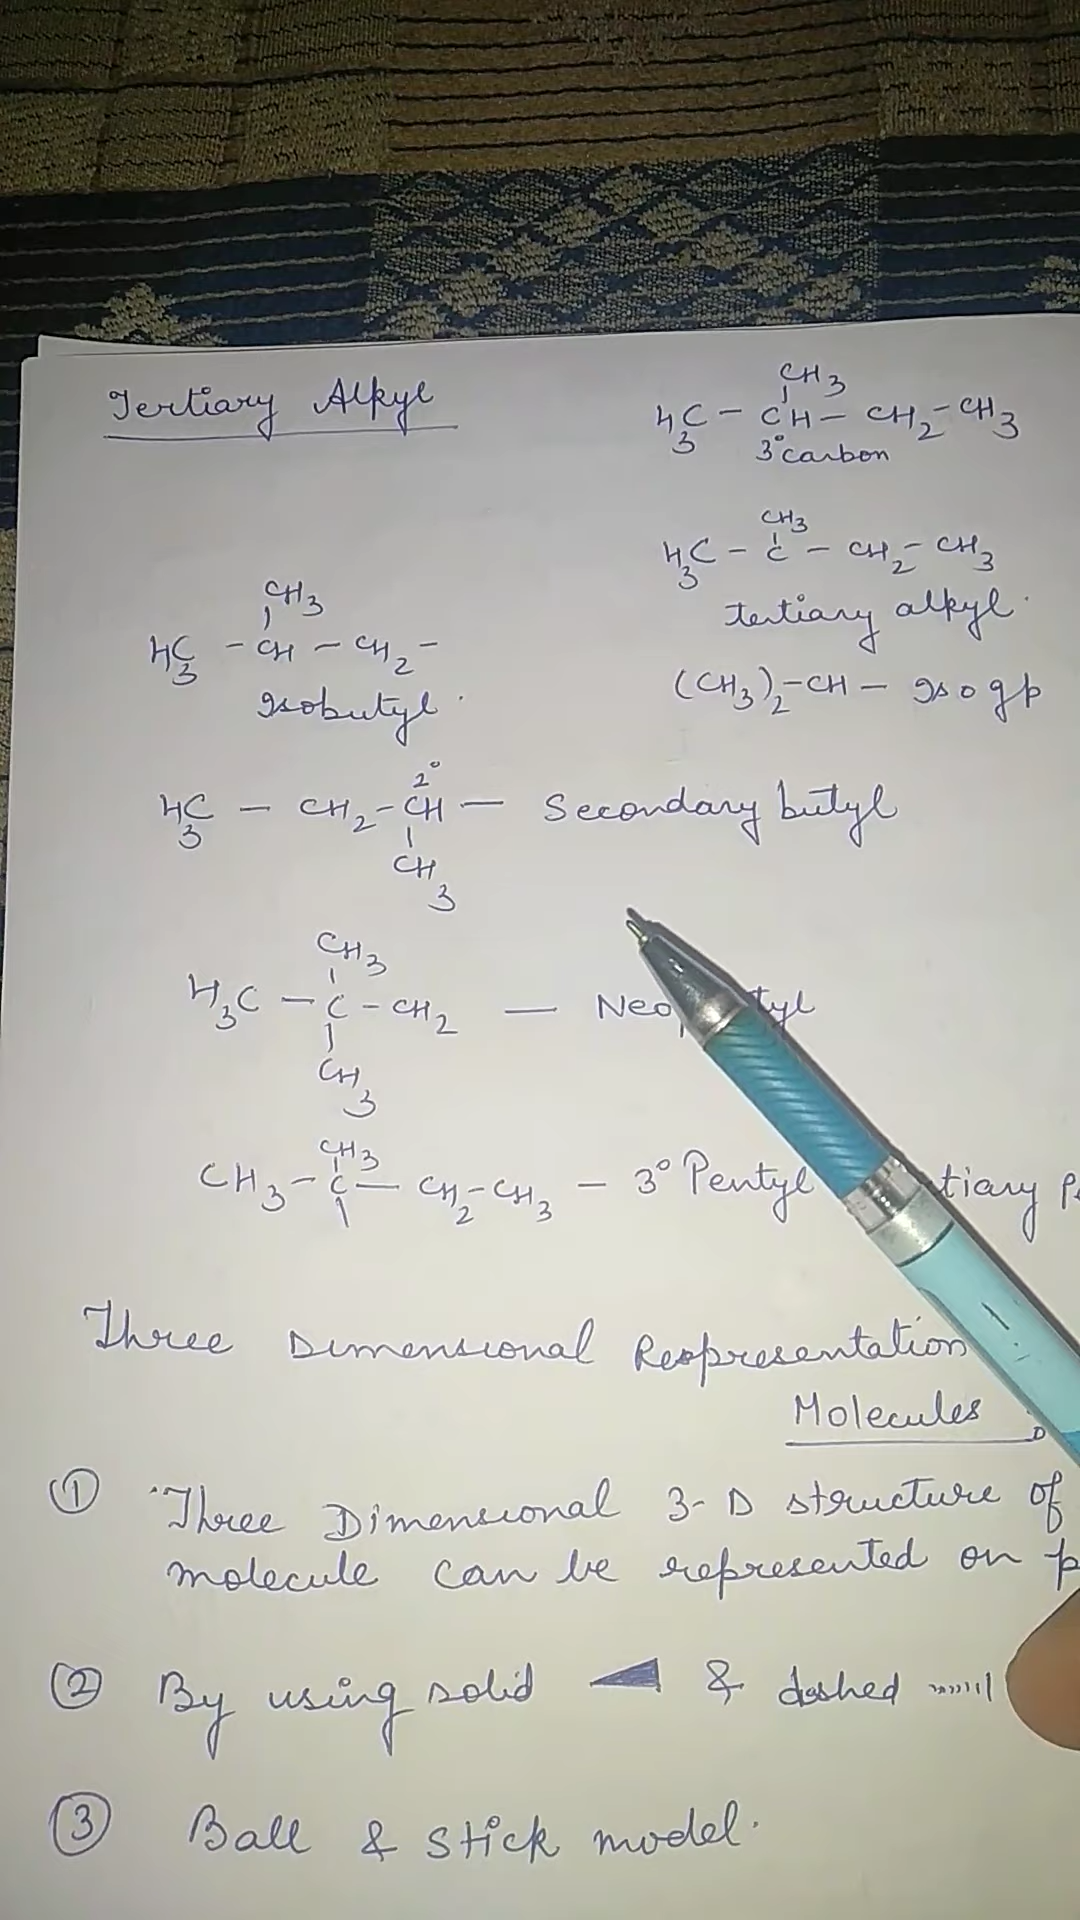 Tertiary Alkyl
CH3
H3C - CH - CH2 - CH3
3° carbon
CH3
H3C - C - CH2 - CH3
tertiary alkyl.
(CH3)2-CH - Iso gp
CH3
H3C - CH - CH2 -
Isobutyl.
2°
H3C - CH2 - CH - Secondary butyl
CH3
CH3
H3C - C - CH2 -
CH3
CH3
CH3 - C - CH2 - CH3 - 3° Pentyl
Three Dimensional Respresentation
Molecules
① Three Dimensional 3-D structure of
molecule can be represented on
② By using solid & dashed
③ Ball & stick model.